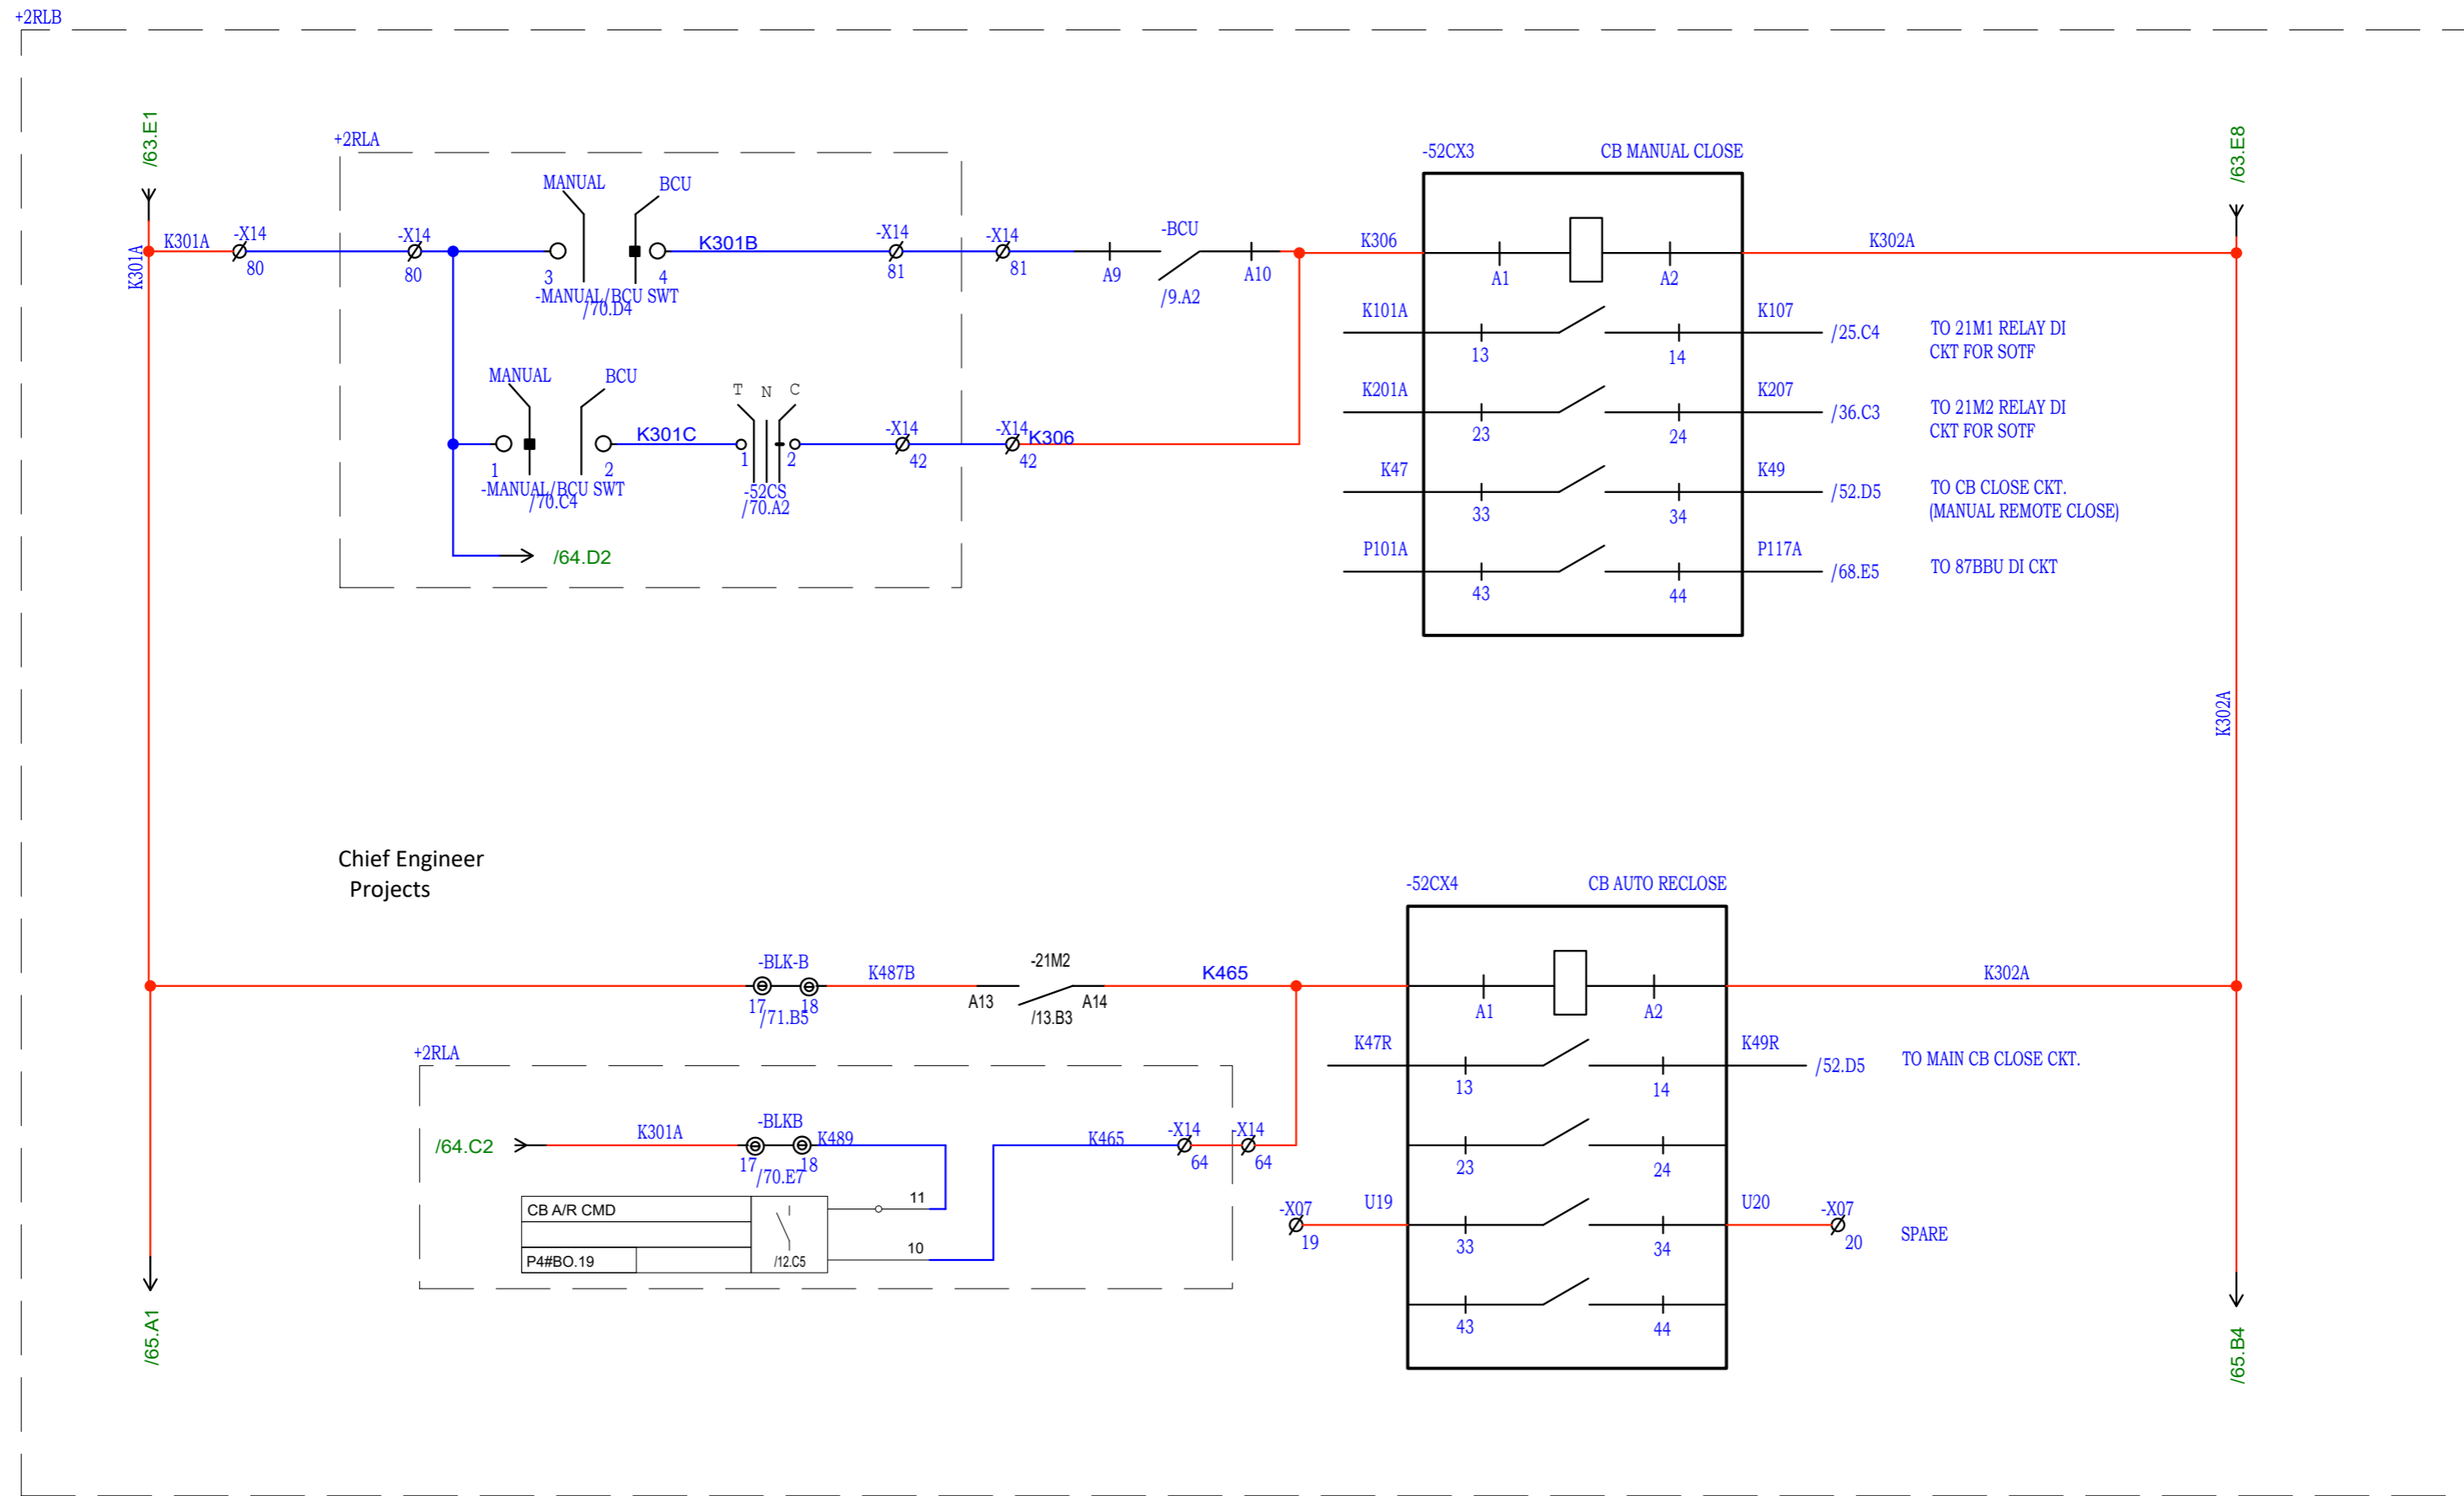 +2RLB
/63.E1
/63.E8
+2RLA
-52CX3
CB MANUAL CLOSE
MANUAL
BCU
K301A
K301A
-X14
80
-X14
80
3
4
K301B
-MANUAL/BCU SWT
/70.D4
-X14
81
-X14
81
-BCU
A9
A10
/9.A2
K306
A1
A2
K302A
K101A
13
14
K107
/25.C4
TO 21M1 RELAY DI
CKT FOR SOTF
MANUAL
BCU
T
N
C
1
2
K301C
-MANUAL/BCU SWT
/70.C4
1
2
-52CS
/70.A2
-X14
42
-X14
42
K306
K201A
23
24
K207
/36.C3
TO 21M2 RELAY DI
CKT FOR SOTF
K47
33
34
K49
/52.D5
TO CB CLOSE CKT.
(MANUAL REMOTE CLOSE)
/64.D2
P101A
43
44
P117A
/68.E5
TO 87BBU DI CKT
K302A
Chief Engineer
Projects
-52CX4
CB AUTO RECLOSE
-BLK-B
17
18
/71.B5
K487B
-21M2
A13
A14
/13.B3
K465
A1
A2
K302A
K47R
13
14
K49R
/52.D5
TO MAIN CB CLOSE CKT.
+2RLA
/64.C2
K301A
-BLKB
17
18
/70.E7
K489
K465
-X14
64
-X14
64
23
24
CB A/R CMD
P4#BO.19
/12.C5
11
10
-X07
19
U19
33
34
U20
-X07
20
SPARE
43
44
/65.A1
/65.B4